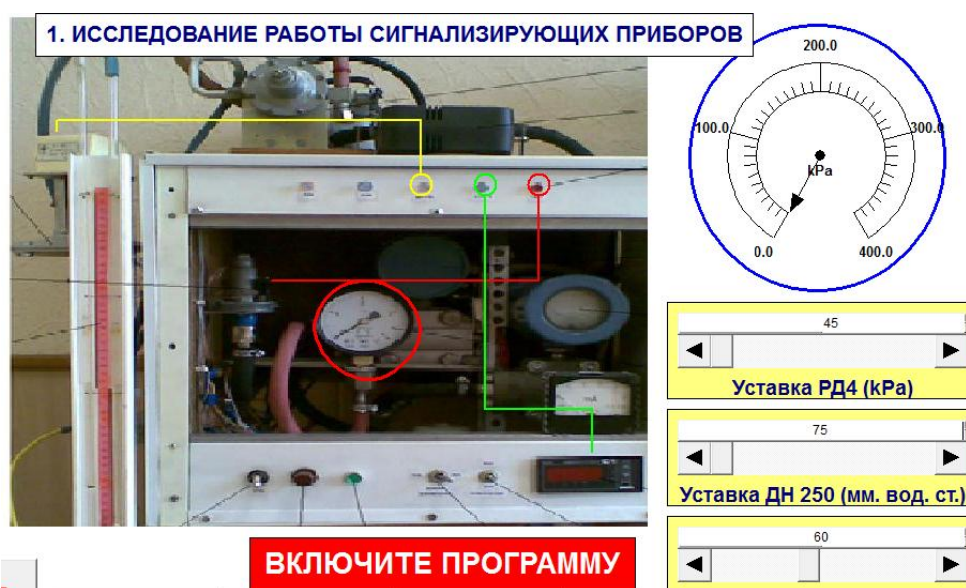 1. ИССЛЕДОВАНИЕ РАБОТЫ СИГНАЛИЗИРУЮЩИХ ПРИБОРОВ
200.0
100.0
300.0
kPa
0.0
400.0
45
Уставка РД4 (kPa)
75
Уставка ДН 250 (мм. вод. ст.)
60
ВКЛЮЧИТЕ ПРОГРАММУ
mA